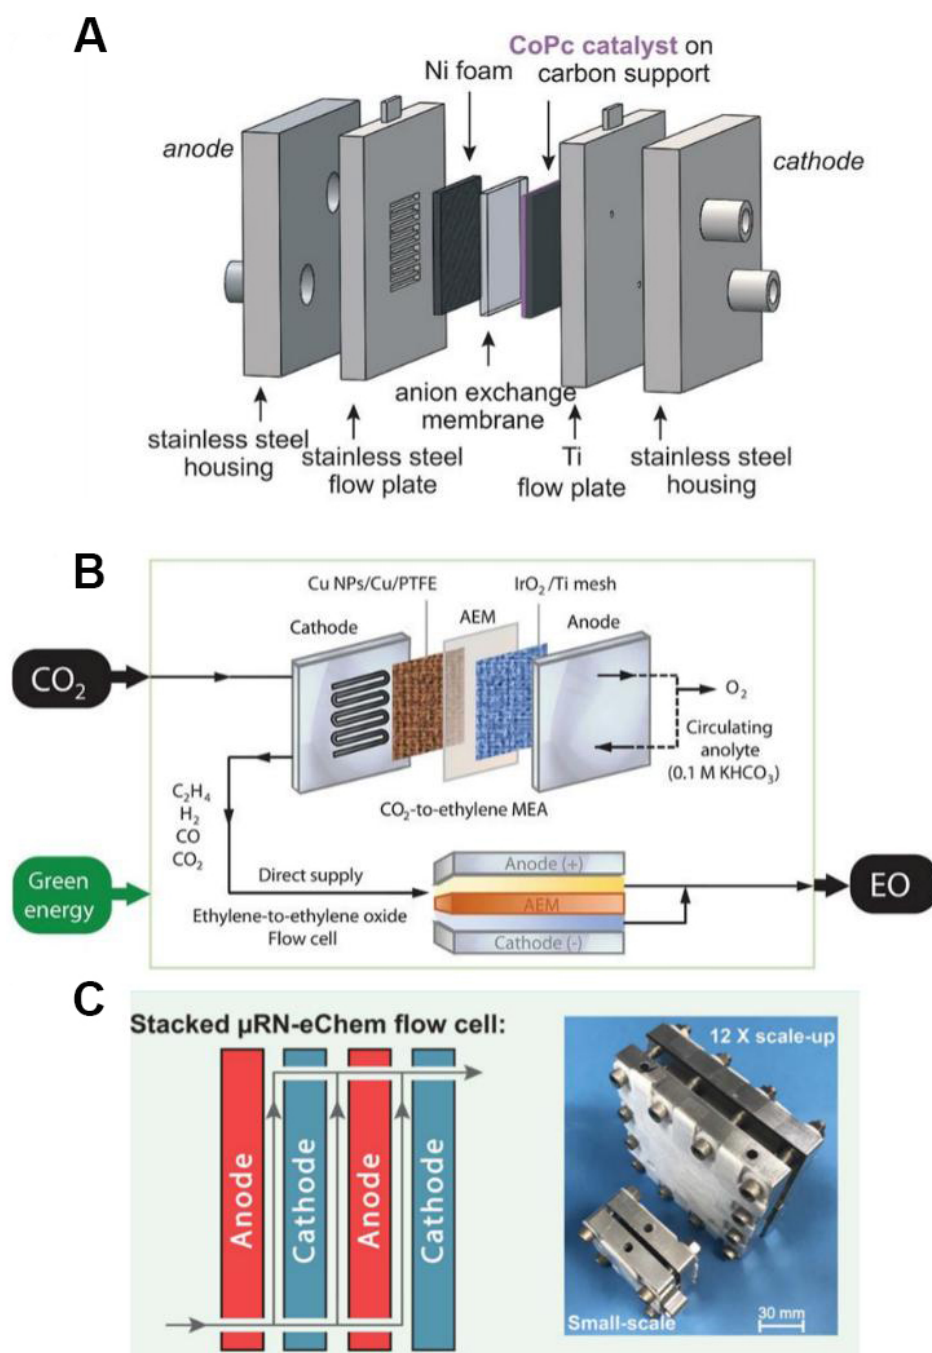 A
CoPc catalyst on
carbon support
Ni foam
anode
cathode
anion exchange
membrane
stainless steel
housing
stainless steel
flow plate
Ti
flow plate
stainless steel
housing
B
Cu NPs/Cu/PTFE
IrO₂/Ti mesh
AEM
Cathode
Anode
CO₂
O₂
Circulating
anolyte
(0.1 M KHCO₃)
C₂H₄
H₂
CO
CO₂
CO₂-to-ethylene MEA
Green
energy
Direct supply
Ethylene-to-ethylene oxide
Flow cell
Anode (+)
AEM
Cathode (-)
EO
C
Stacked µRN-eChem flow cell:
Anode
Cathode
Anode
Cathode
12 X scale-up
Small-scale
30 mm